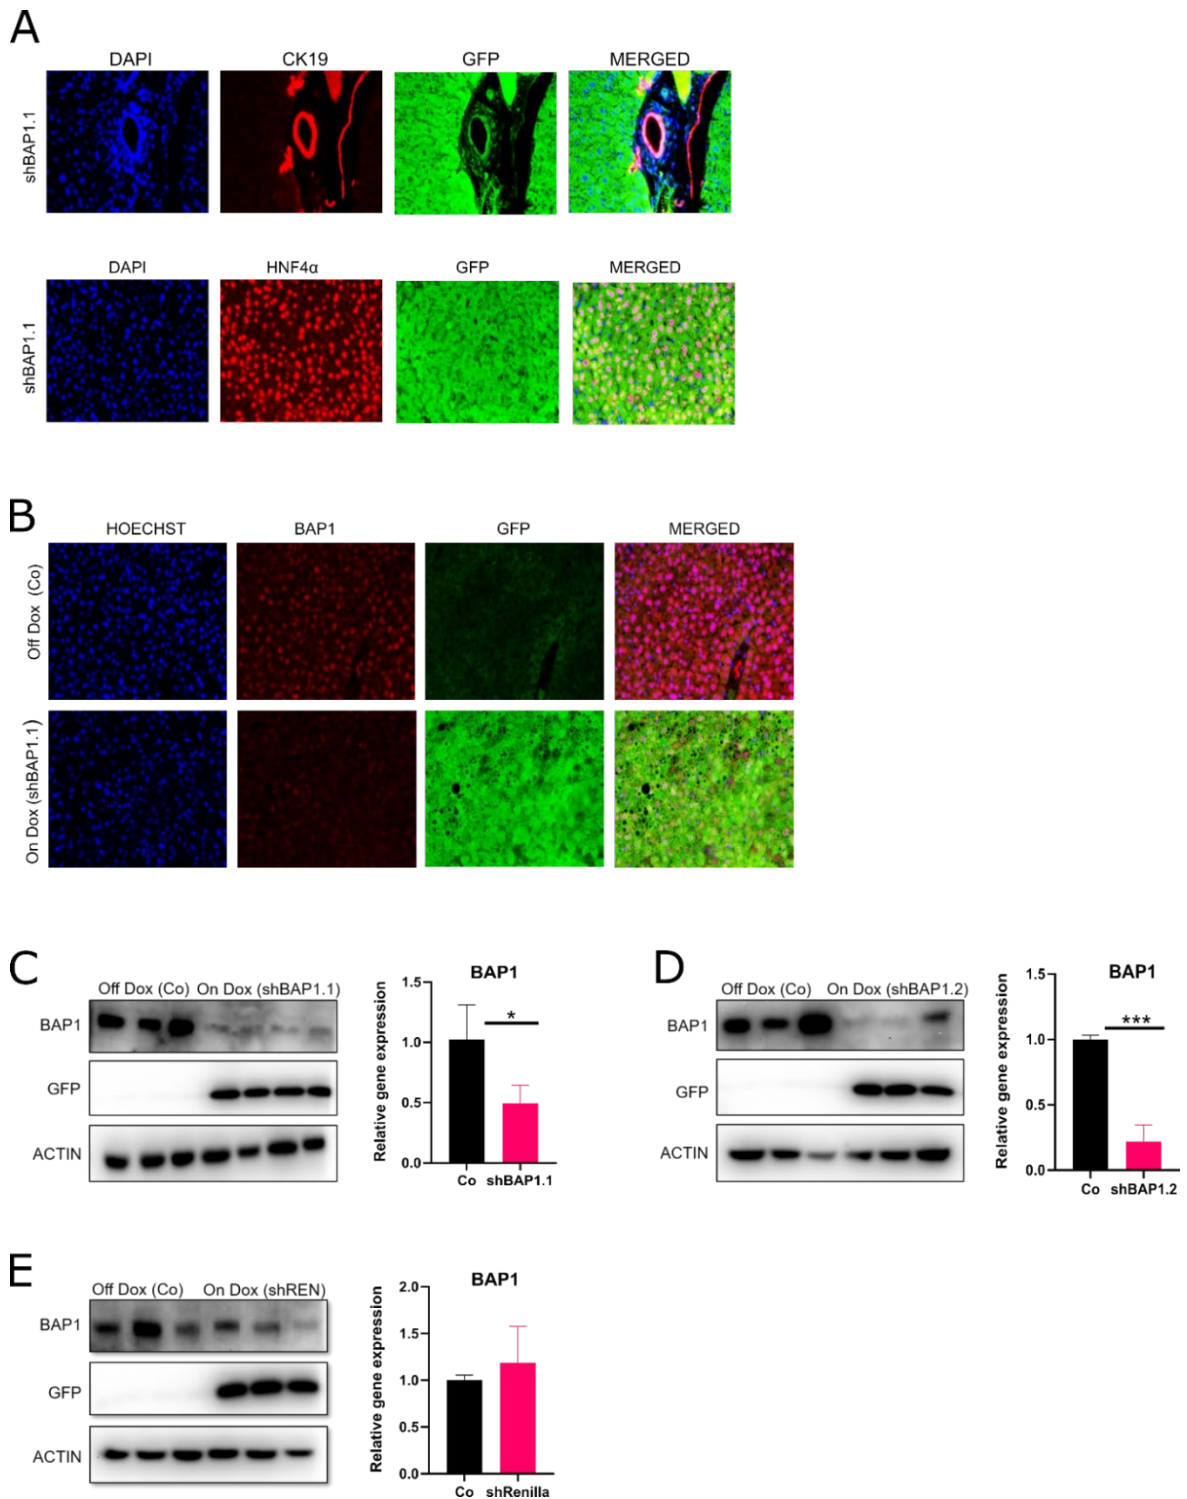 A
DAPI CK19 GFP MERGED
shBAP1.1
DAPI HNF4α GFP MERGED
shBAP1.1
B
HOECHST BAP1 GFP MERGED
Off Dox (Co)
On Dox (shBAP1.1)
C
Off Dox (Co) On Dox (shBAP1.1)
BAP1
GFP
ACTIN
BAP1
Relative gene expression
1.5
1.0
0.5
0.0
*
Co shBAP1.1
D
Off Dox (Co) On Dox (shBAP1.2)
BAP1
GFP
ACTIN
BAP1
Relative gene expression
1.5
1.0
0.5
0.0
***
Co shBAP1.2
E
Off Dox (Co) On Dox (shREN)
BAP1
GFP
ACTIN
BAP1
Relative gene expression
2.0
1.5
1.0
0.5
0.0
Co shRenilla